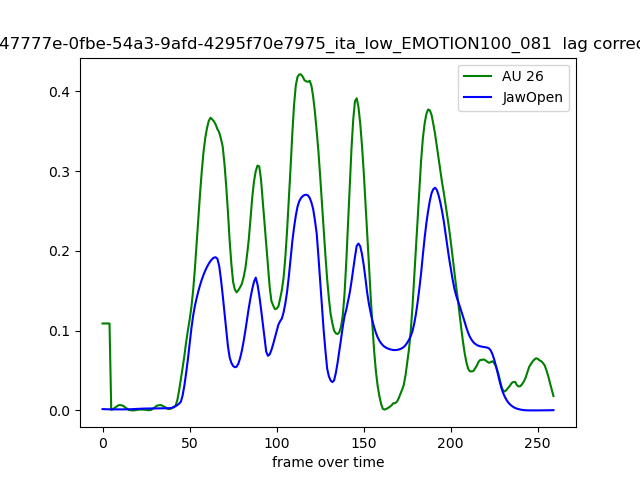 47777e-0fbe-54a3-9afd-4295f70e7975_ita_low_EMOTION100_081  lag correc
AU 26
JawOpen
0.4
0.3
0.2
0.1
0.0
0 50 100 150 200 250
frame over time